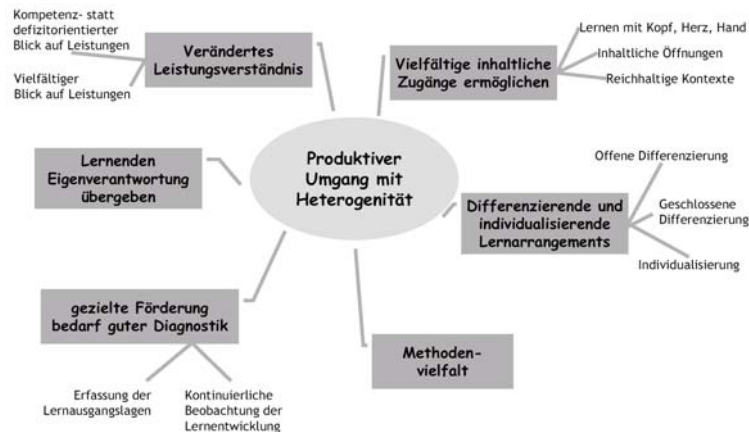 Kompetenz- statt
defizitorientierter
Blick auf Leistungen
Vielfältiger
Blick auf Leistungen
Verändertes
Leistungsverständnis
Vielfältige inhaltliche
Zugänge ermöglichen
Lernen mit Kopf, Herz, Hand
Inhaltliche Öffnungen
Reichhaltige Kontexte
Lernenden
Eigenverantwortung
übergeben
Produktiver
Umgang mit
Heterogenität
Differenzierende und
individualisierende
Lernarrangements
Offene Differenzierung
Geschlossene
Differenzierung
Individualisierung
gezielte Förderung
bedarf guter Diagnostik
Erfassung der
Lernausgangslagen
Kontinuierliche
Beobachtung der
Lernentwicklung
Methoden-
vielfalt